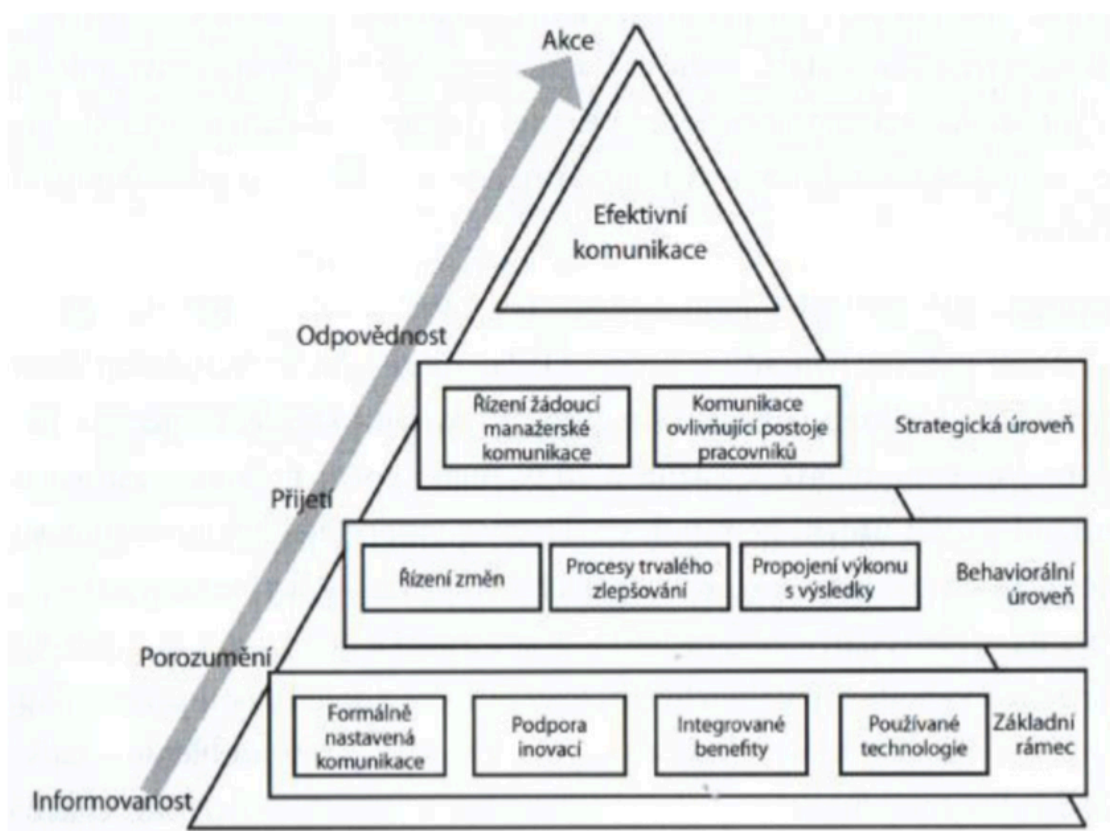 Akce
Efektivní
komunikace
Odpovědnost
Řízení žádoucí
manažerské
komunikace
Komunikace
ovlivňující postoje
pracovníků
Strategická úroveň
Přijetí
Řízení změn
Procesy trvalého
zlepšování
Propojení výkonu
s výsledky
Behaviorální
úroveň
Porozumění
Formálně
nastavená
komunikace
Podpora
inovací
Integrované
benefity
Používané
technologie
Základní
rámec
Informovanost